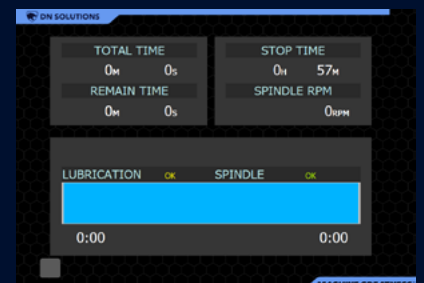 DN SOLUTIONS
TOTAL TIME
0M 0S
REMAIN TIME
0M 0S
STOP TIME
0H 57M
SPINDLE RPM
0RPM
LUBRICATION OK SPINDLE OK
0:00 0:00